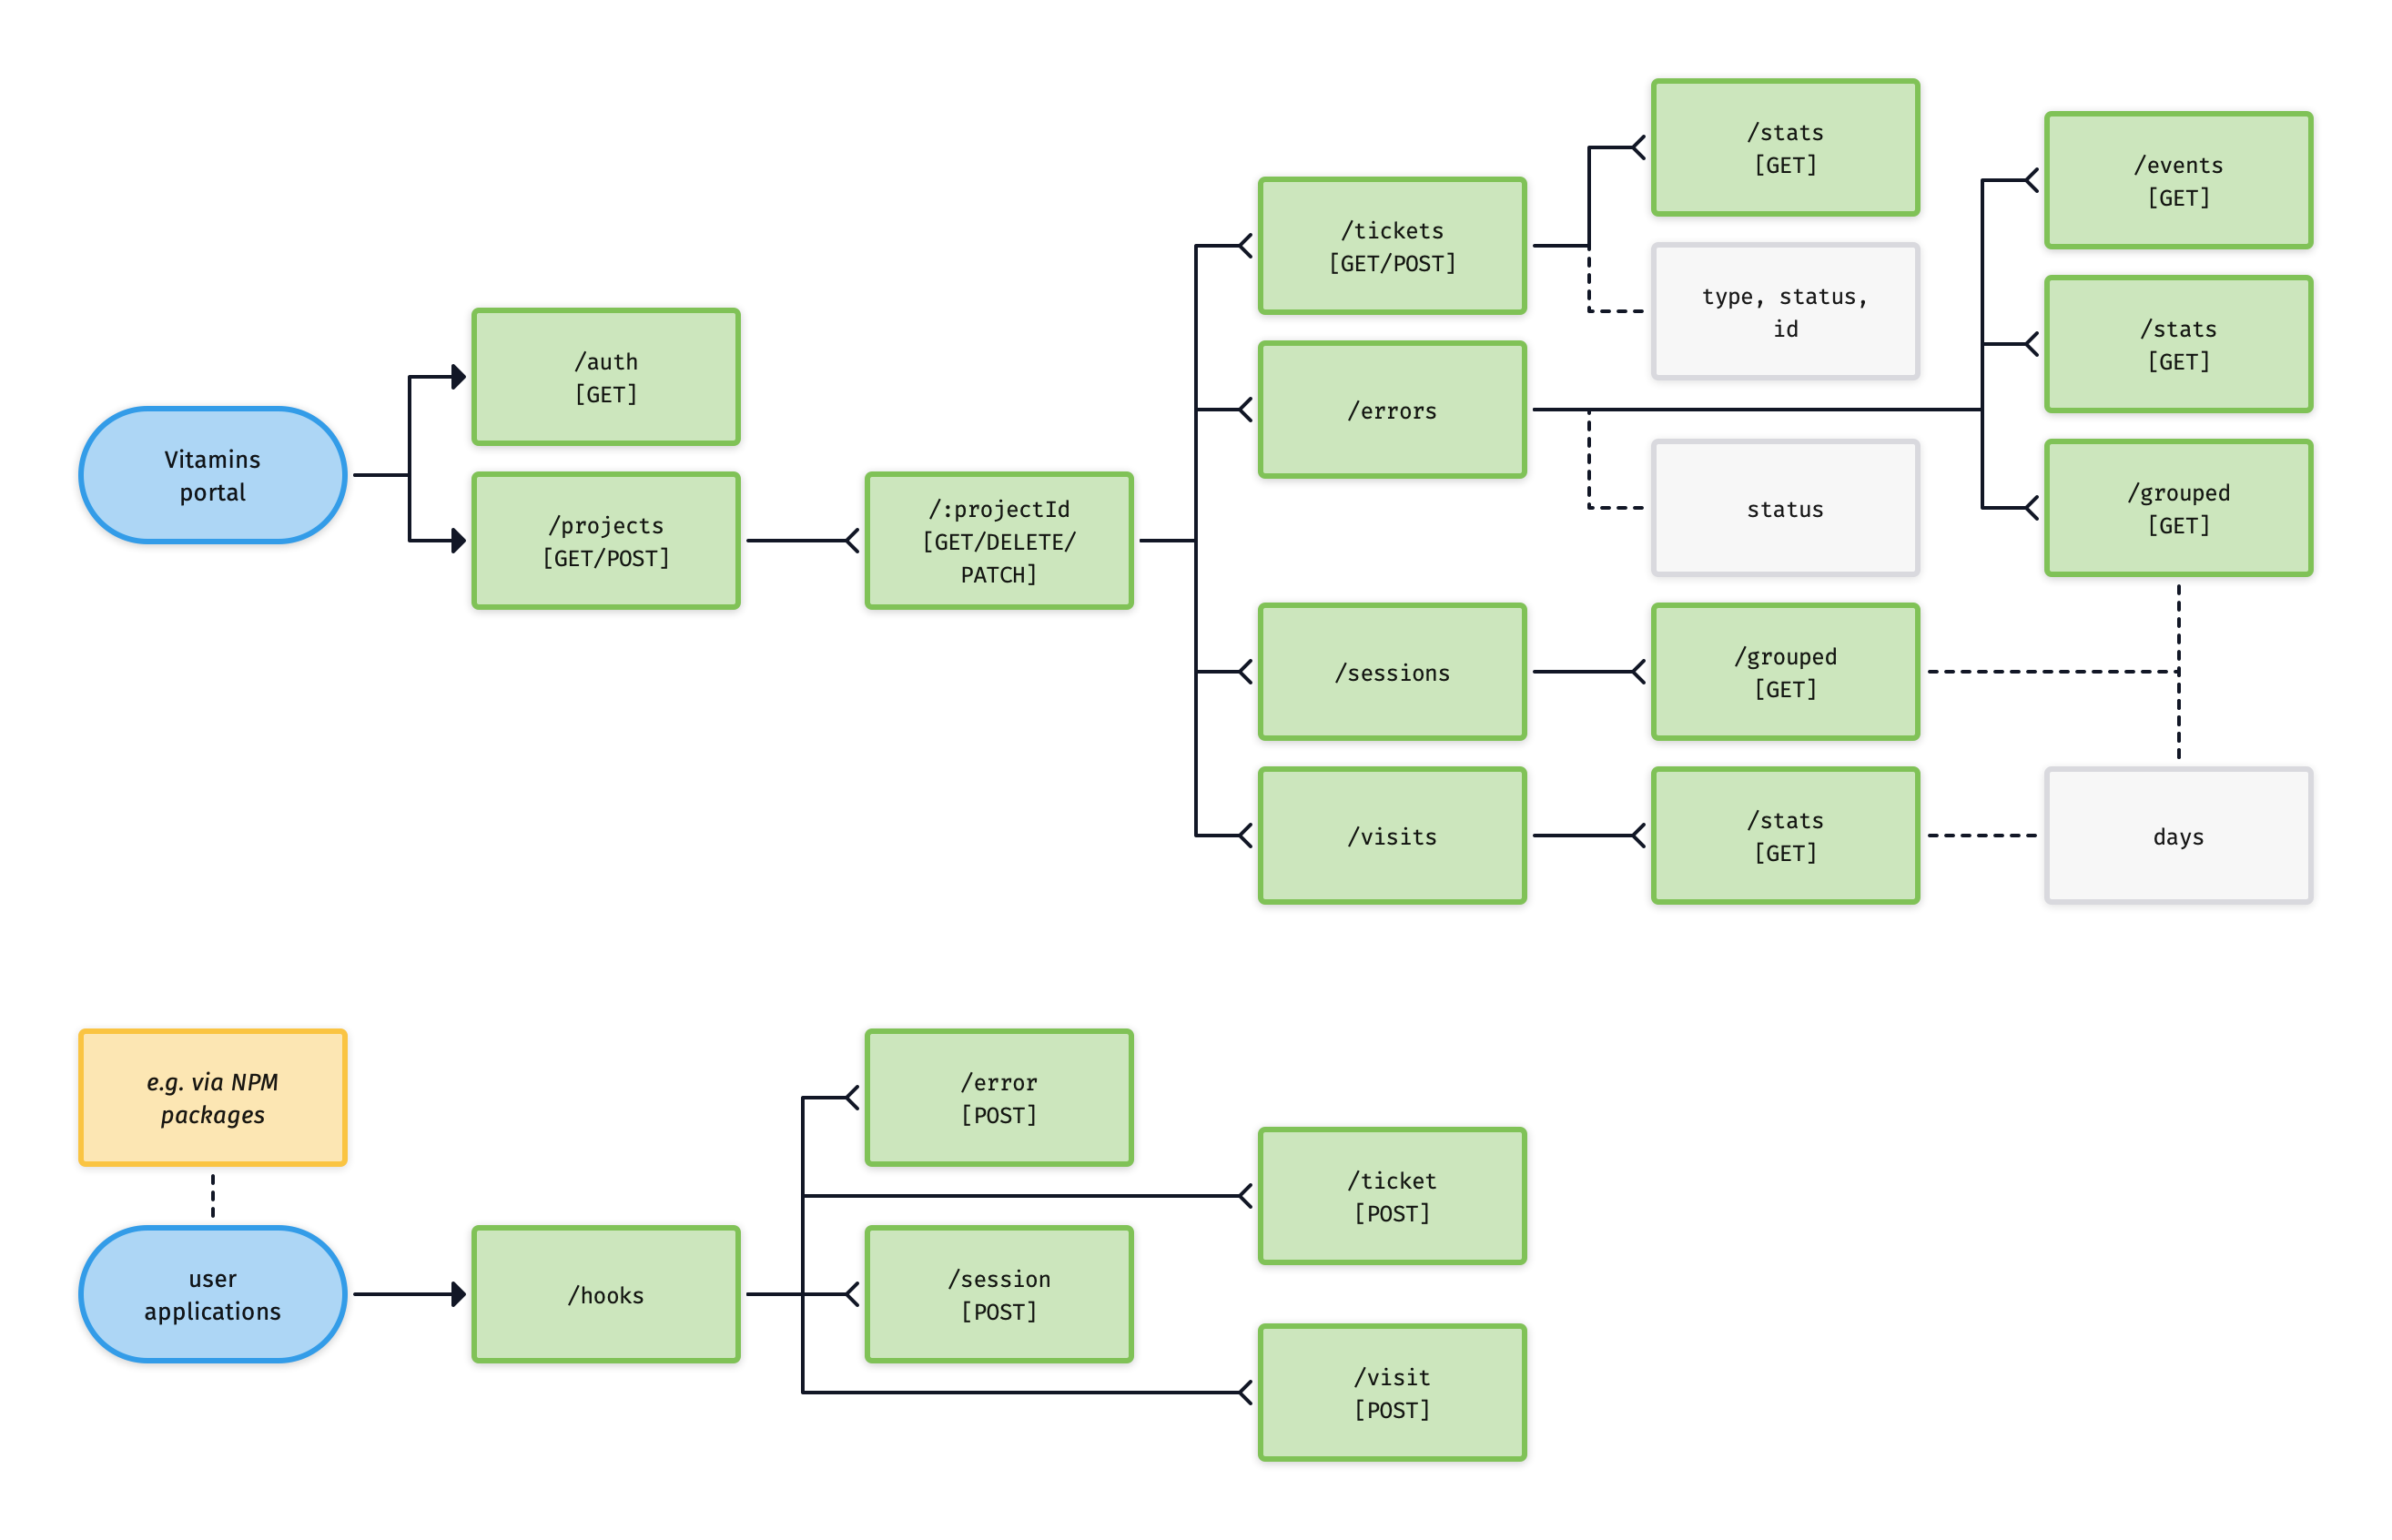 Vitamins
portal
/auth
[GET]
/projects
[GET/POST]
/:projectId
[GET/DELETE/
PATCH]
/tickets
[GET/POST]
/stats
[GET]
type, status,
id
/errors
status
/events
[GET]
/stats
[GET]
/grouped
[GET]
/sessions
/grouped
[GET]
/visits
/stats
[GET]
days
e.g. via NPM
packages
user
applications
/hooks
/error
[POST]
/ticket
[POST]
/session
[POST]
/visit
[POST]